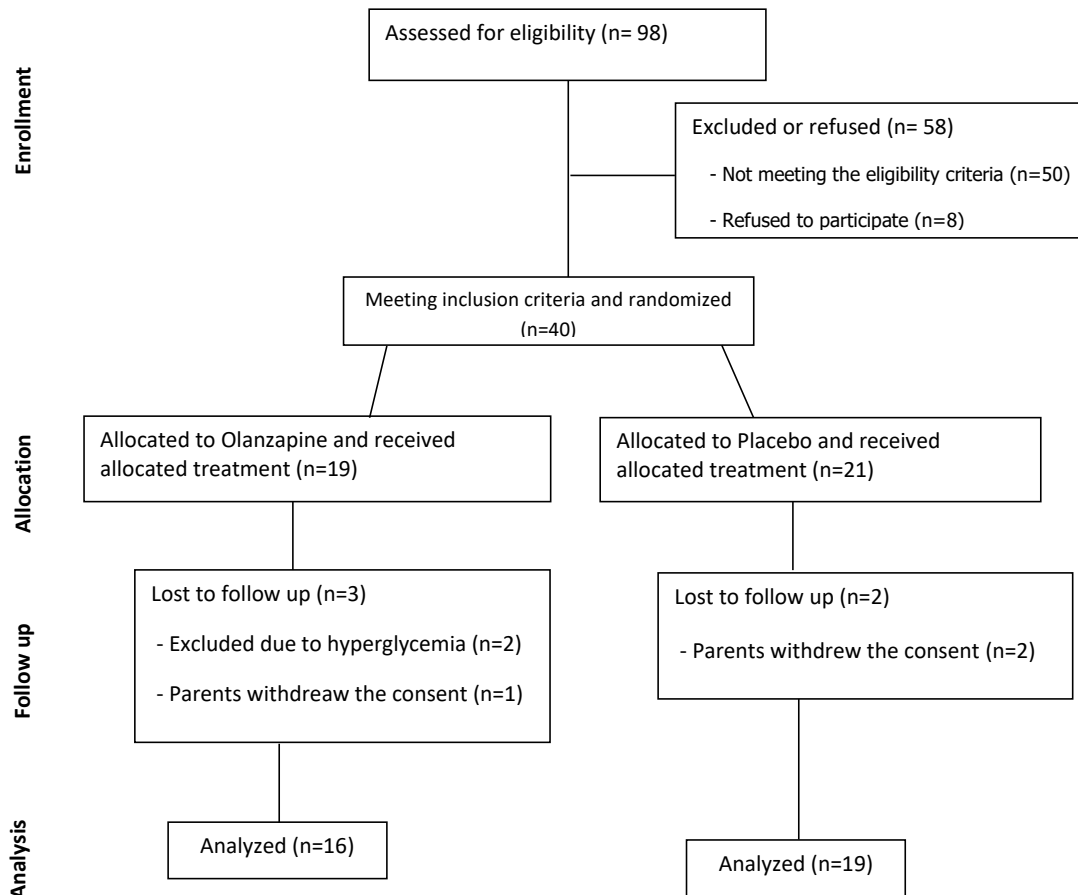 Enrollment
Assessed for eligibility (n= 98)
Excluded or refused (n= 58)
- Not meeting the eligibility criteria (n=50)
- Refused to participate (n=8)
Meeting inclusion criteria and randomized
(n=40)
Allocation
Allocated to Olanzapine and received
allocated treatment (n=19)
Allocated to Placebo and received
allocated treatment (n=21)
Follow up
Lost to follow up (n=3)
- Excluded due to hyperglycemia (n=2)
- Parents withdreaw the consent (n=1)
Lost to follow up (n=2)
- Parents withdrew the consent (n=2)
Analysis
Analyzed (n=16)
Analyzed (n=19)